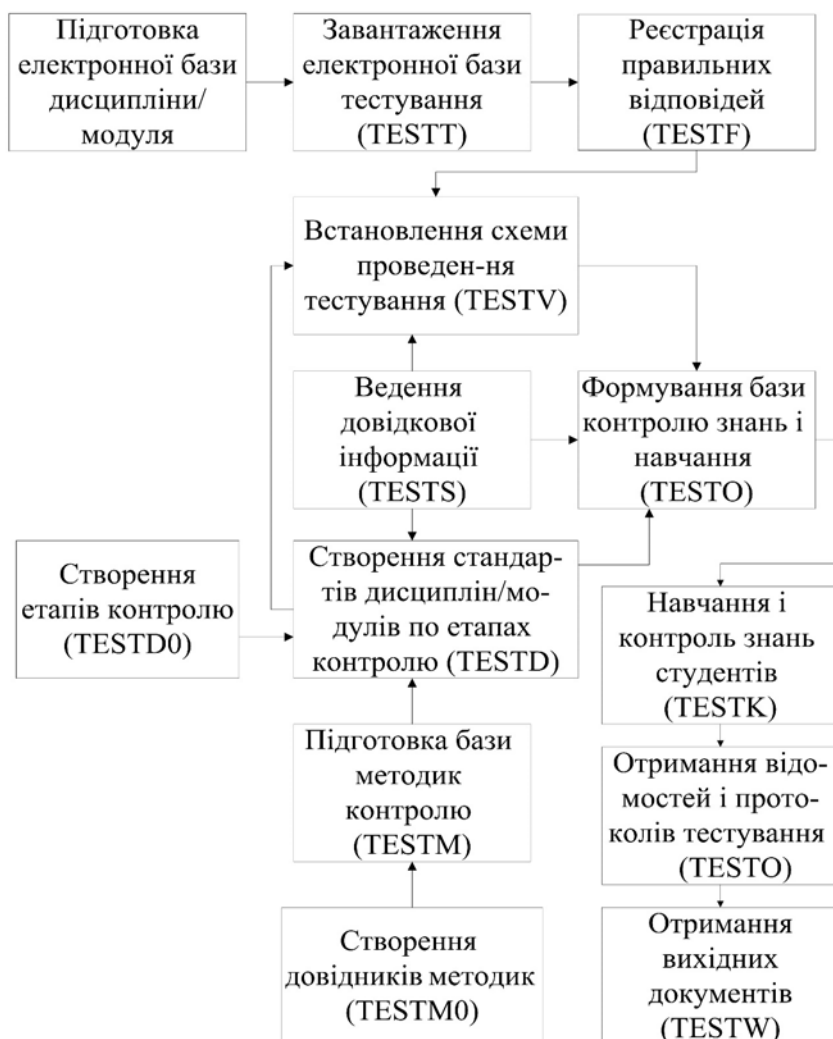 Підготовка
електронної бази
дисципліни/
модуля
Завантаження
електронної бази
тестування
(TESTT)
Реєстрація
правильних
відповідей
(TESTF)
Встановлення схеми
проведен-ня
тестування (TESTV)
Ведення
довідкової
інформації
(TESTS)
Формування бази
контролю знань і
навчання
(TESTO)
Створення
етапів контролю
(TESTD0)
Створення стандар-
тів дисциплін/мо-
дулів по етапах
контролю (TESTD)
Навчання і
контроль знань
студентів
(TESTK)
Підготовка бази
методик
контролю
(TESTM)
Отримання відо-
мостей і прото-
колів тестування
(TESTO)
Створення
довідників методик
(TESTM0)
Отримання
вихідних
документів
(TESTW)